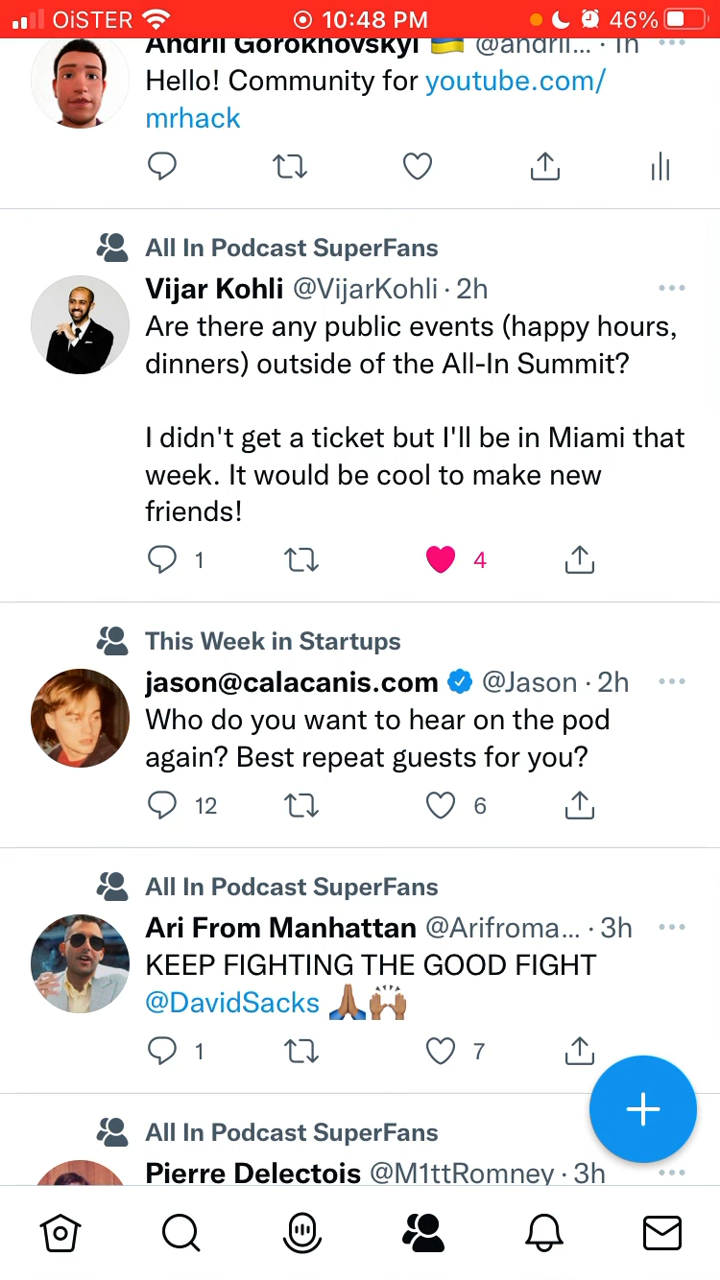 OiSTER 10:48 PM 46%
Andrii Gorokhovskyi 🇺🇦 @andrii... · 1h
Hello! Community for youtube.com/
mrhack
All In Podcast SuperFans
Vijar Kohli @VijarKohli · 2h
Are there any public events (happy hours,
dinners) outside of the All-In Summit?
I didn't get a ticket but I'll be in Miami that
week. It would be cool to make new
friends!
1 4
This Week in Startups
jason@calacanis.com @Jason · 2h
Who do you want to hear on the pod
again? Best repeat guests for you?
12 6
All In Podcast SuperFans
Ari From Manhattan @Arifroma... · 3h
KEEP FIGHTING THE GOOD FIGHT
@DavidSacks 🙏🏽🙌🏽
1 7
All In Podcast SuperFans
Pierre Delectois @M1ttRomney · 3h